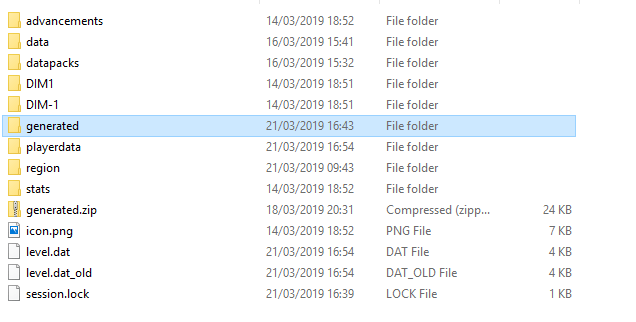 advancements 14/03/2019 18:52 File folder
data 16/03/2019 15:41 File folder
datapacks 16/03/2019 15:32 File folder
DIM1 14/03/2019 18:51 File folder
DIM-1 14/03/2019 18:51 File folder
generated 21/03/2019 16:43 File folder
playerdata 21/03/2019 16:54 File folder
region 21/03/2019 09:43 File folder
stats 14/03/2019 18:52 File folder
generated.zip 18/03/2019 20:31 Compressed (zipp... 24 KB
icon.png 14/03/2019 18:52 PNG File 7 KB
level.dat 21/03/2019 16:54 DAT File 4 KB
level.dat_old 21/03/2019 16:54 DAT_OLD File 4 KB
session.lock 21/03/2019 16:39 LOCK File 1 KB